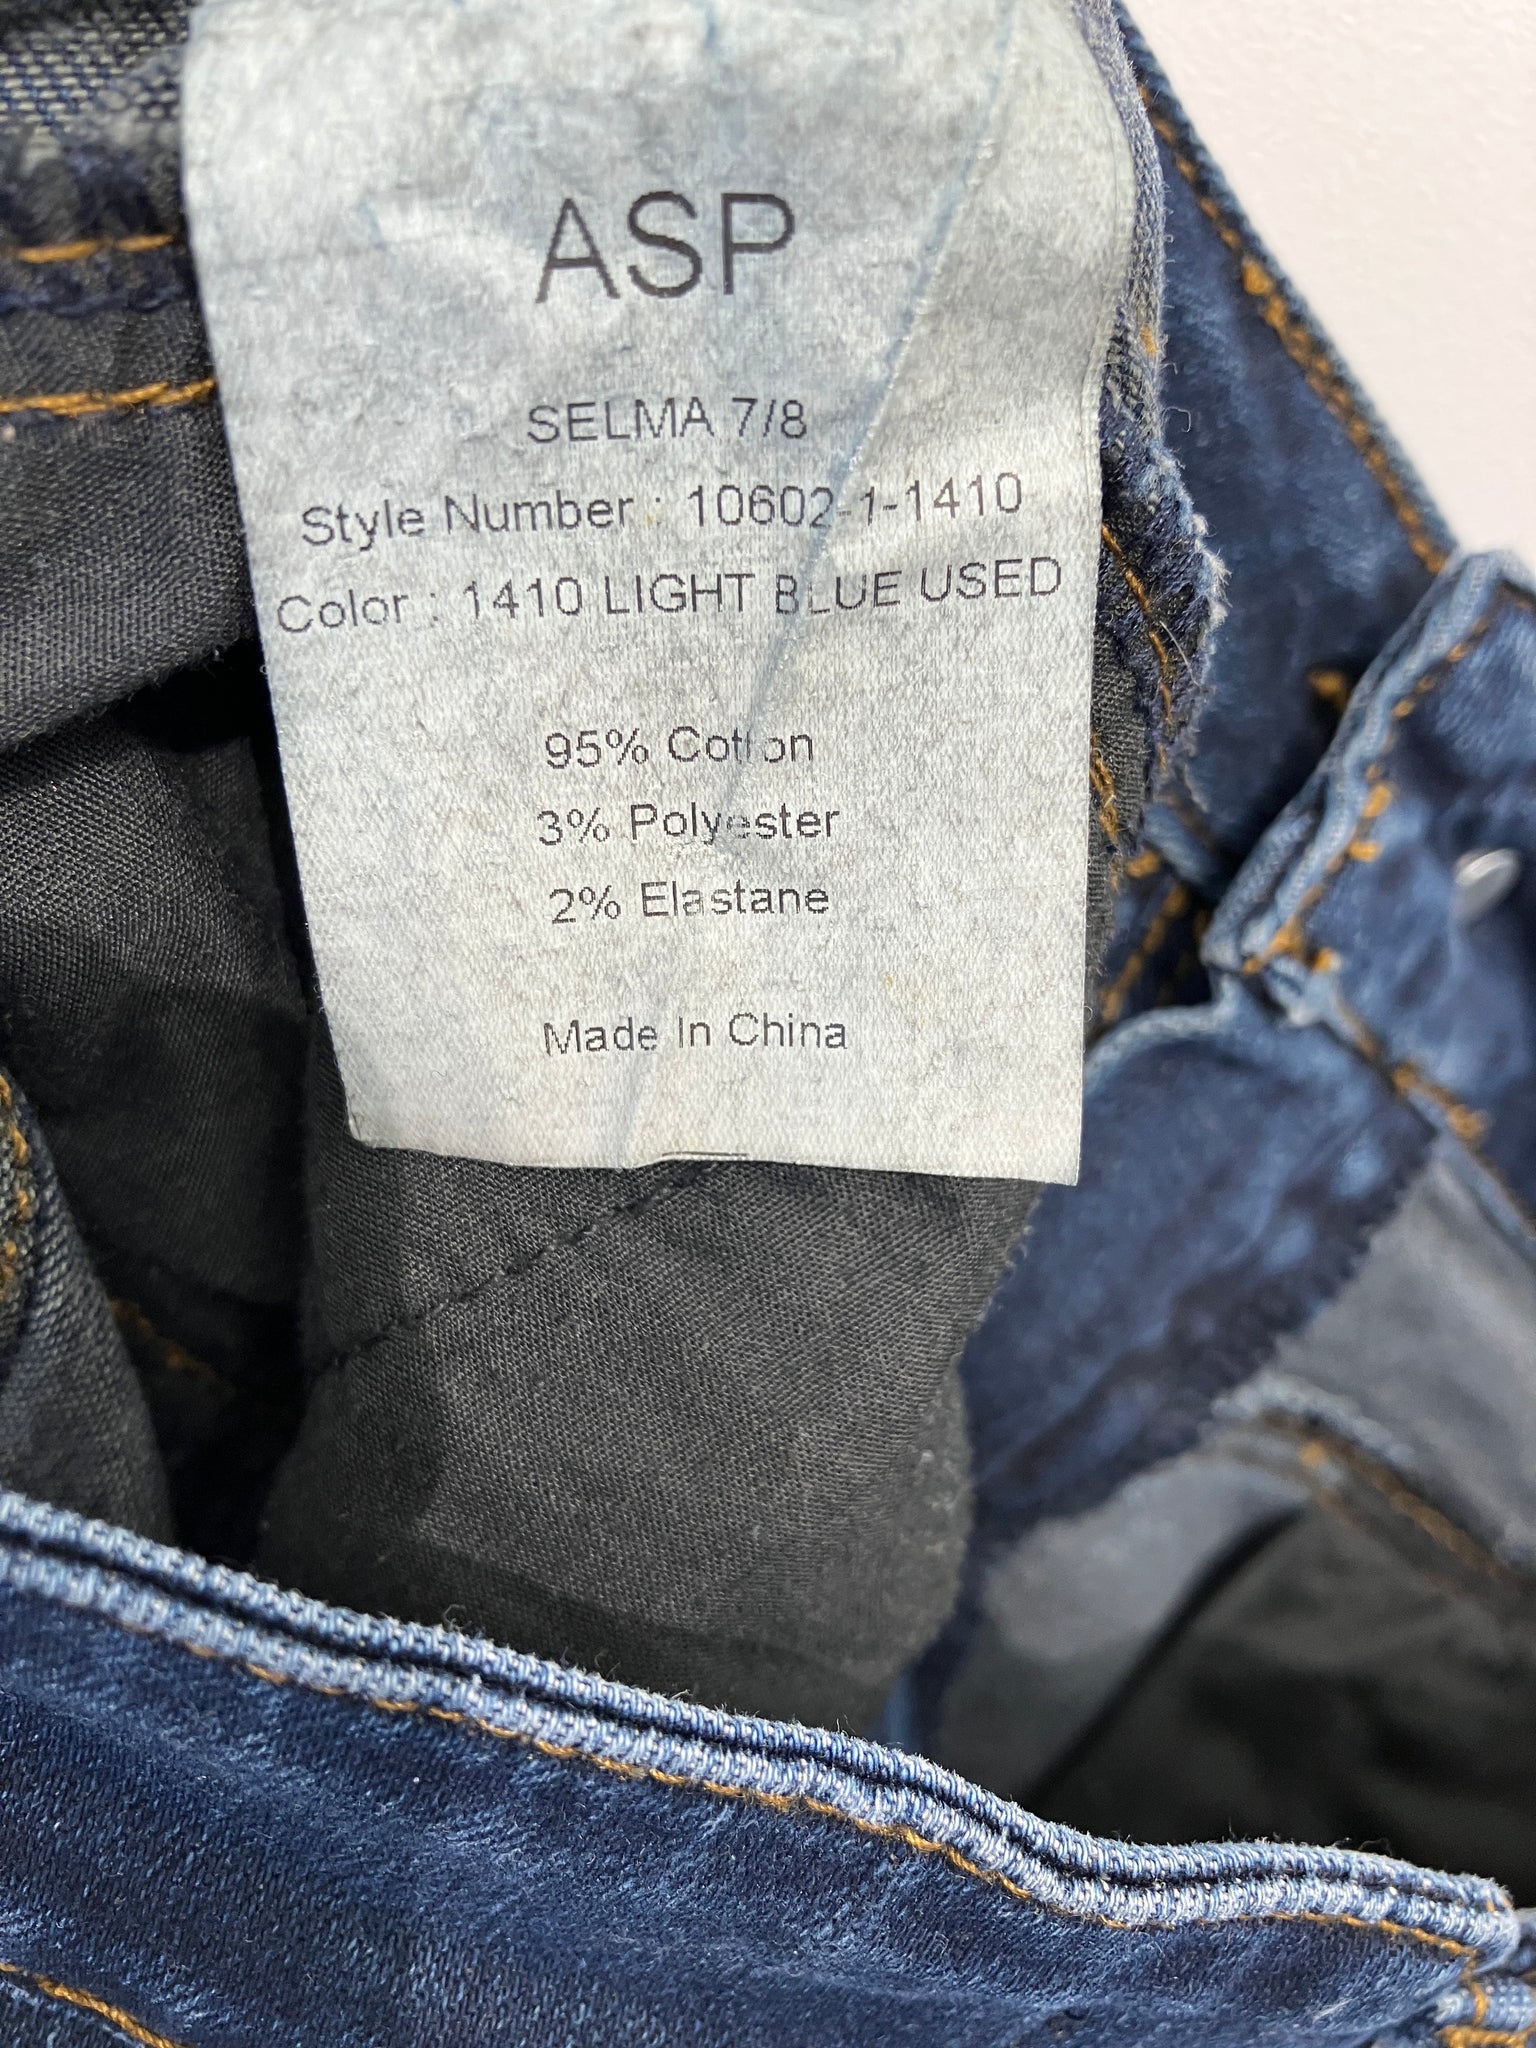 ASP
SELMA 7/8
Style Number : 10602-1-1410
Color : 1410 LIGHT BLUE USED
95% Cotton
3% Polyester
2% Elastane
Made In China